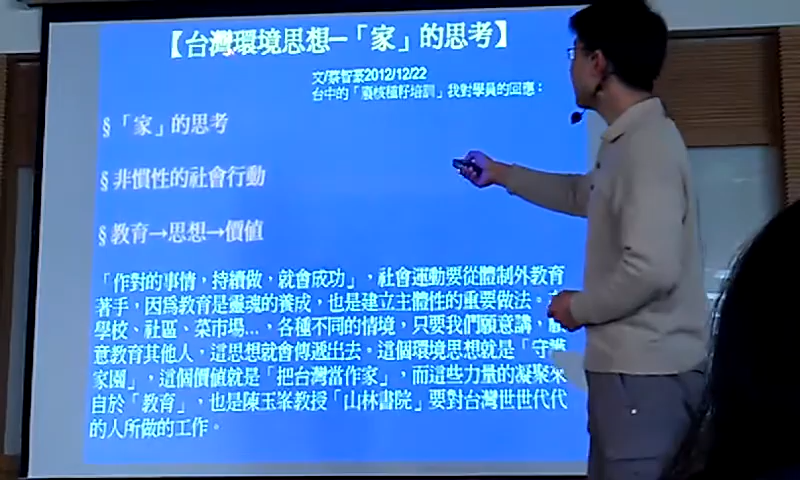 【台灣環境思想─「家」的思考】
文/蔡智豪2012/12/22
台中的「廢核種籽培訓」我對學員的回應：
§「家」的思考
§ 非慣性的社會行動
§ 教育→思想→價值
「作對的事情，持續做，就會成功」，社會運動要從體制外教育
著手，因為教育是靈魂的養成，也是建立主體性的重要做法。
學校、社區、菜市場…，各種不同的情境，只要我們願意講，願
意教育其他人，這思想就會傳遞出去。這個環境思想就是「守護
家園」，這個價值就是「把台灣當作家」，而這些力量的凝聚來
自於「教育」，也是陳玉峯教授「山林書院」要對台灣世世代代
的人所做的工作。